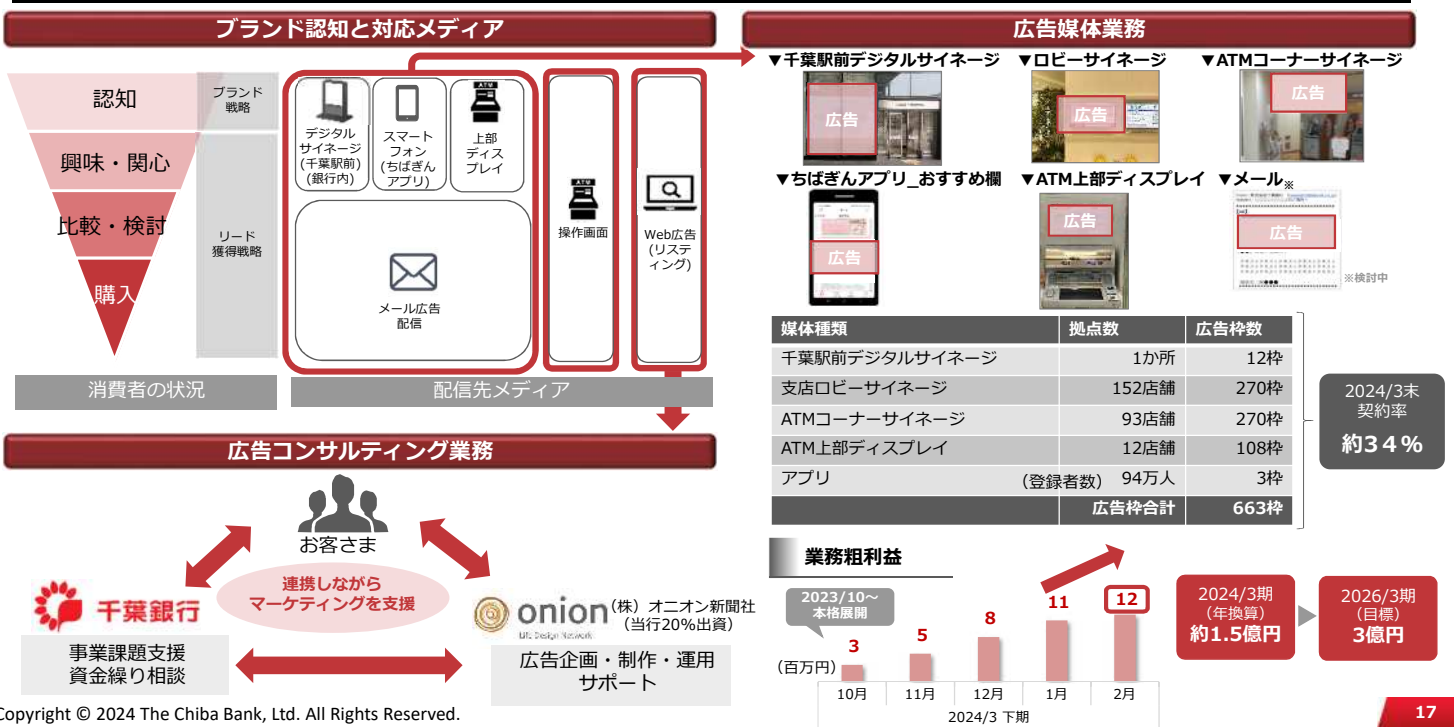 ブランド認知と対応メディア
認知
興味・関心
比較・検討
購入
ブランド
戦略
リード
獲得戦略
消費者の状況
デジタル
サイネージ
(千葉駅前)
(銀行内)
スマート
フォン
(ちばぎん
アプリ)
ATM
上部
ディス
プレイ
メール広告
配信
ATM
操作画面
Web広告
(リステ
ィング)
配信先メディア
広告コンサルティング業務
お客さま
連携しながら
マーケティングを支援
千葉銀行
事業課題支援
資金繰り相談
onion
Life Design Network
(株）オニオン新聞社
（当行20%出資）
広告企画・制作・運用
サポート
広告媒体業務
▼千葉駅前デジタルサイネージ
広告
▼ロビーサイネージ
広告
▼ATMコーナーサイネージ
広告
▼ちばぎんアプリ_おすすめ欄
広告
▼ATM上部ディスプレイ
広告
▼メール※
広告
※検討中
媒体種類 拠点数 広告枠数
千葉駅前デジタルサイネージ 1か所 12枠
支店ロビーサイネージ 152店舗 270枠
ATMコーナーサイネージ 93店舗 270枠
ATM上部ディスプレイ 12店舗 108枠
アプリ (登録者数) 94万人 3枠
広告枠合計 663枠
2024/3末
契約率
約34％
業務粗利益
2023/10～
本格展開
（百万円）
3
5
8
11
12
10月 11月 12月 1月 2月
2024/3 下期
2024/3期
（年換算）
約1.5億円
2026/3期
（目標）
3億円
Copyright © 2024 The Chiba Bank, Ltd. All Rights Reserved.
17